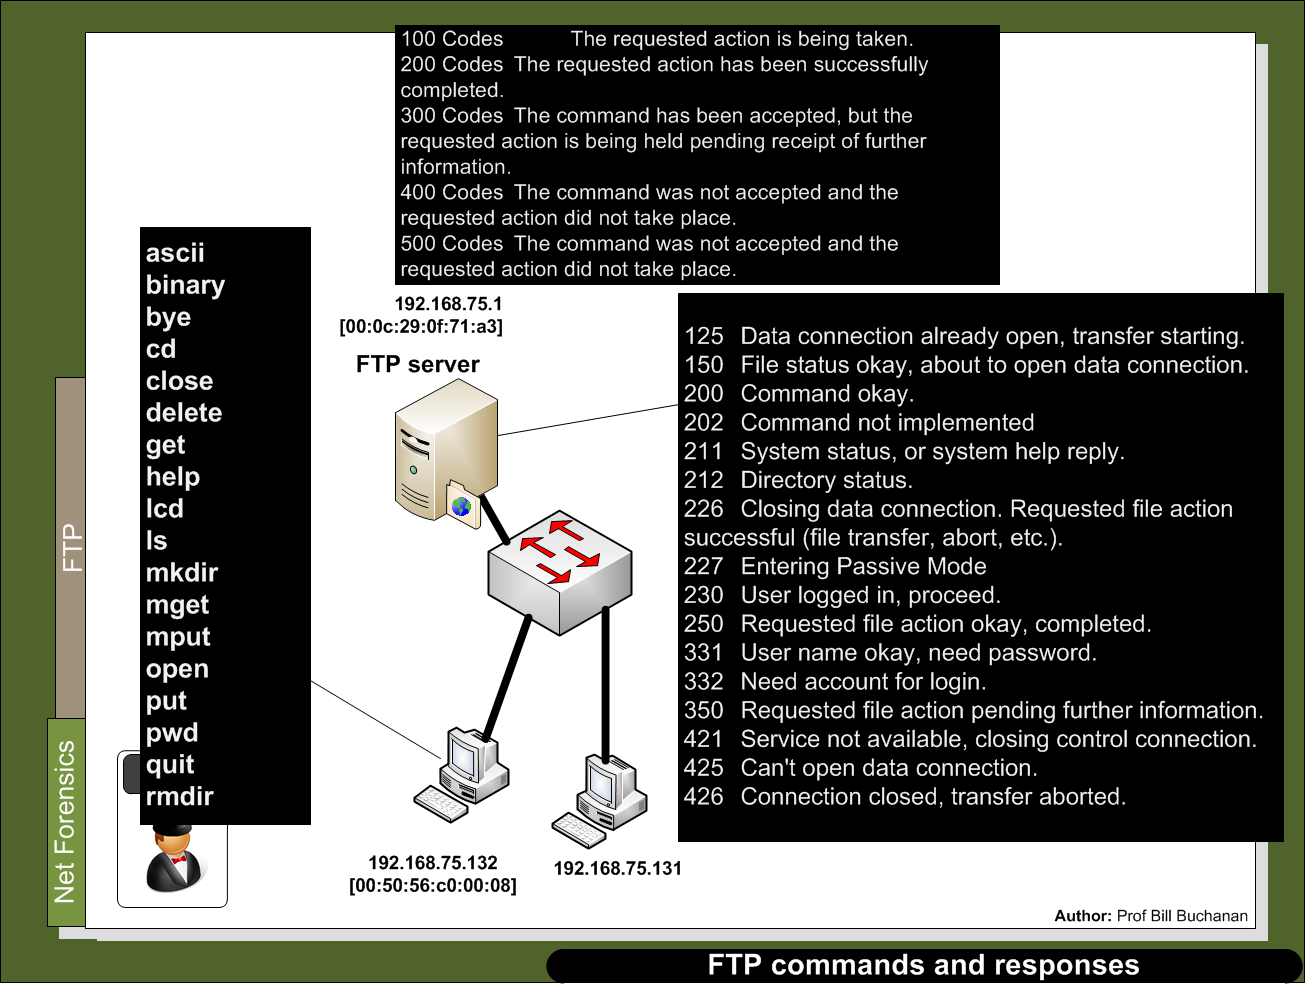 100 Codes The requested action is being taken.
200 Codes The requested action has been successfully
completed.
300 Codes The command has been accepted, but the
requested action is being held pending receipt of further
information.
400 Codes The command was not accepted and the
requested action did not take place.
500 Codes The command was not accepted and the
requested action did not take place.
ascii
binary
bye
cd
close
delete
get
help
lcd
ls
mkdir
mget
mput
open
put
pwd
quit
rmdir
192.168.75.1
[00:0c:29:0f:71:a3]
FTP server
125 Data connection already open, transfer starting.
150 File status okay, about to open data connection.
200 Command okay.
202 Command not implemented
211 System status, or system help reply.
212 Directory status.
226 Closing data connection. Requested file action
successful (file transfer, abort, etc.).
227 Entering Passive Mode
230 User logged in, proceed.
250 Requested file action okay, completed.
331 User name okay, need password.
332 Need account for login.
350 Requested file action pending further information.
421 Service not available, closing control connection.
425 Can't open data connection.
426 Connection closed, transfer aborted.
FTP
Net Forensics
192.168.75.132
[00:50:56:c0:00:08]
192.168.75.131
Author: Prof Bill Buchanan
FTP commands and responses